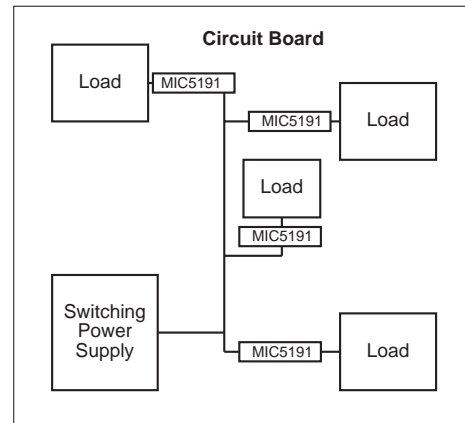 Circuit Board
Load
MIC5191
MIC5191
Load
Load
MIC5191
Switching
Power
Supply
MIC5191
Load